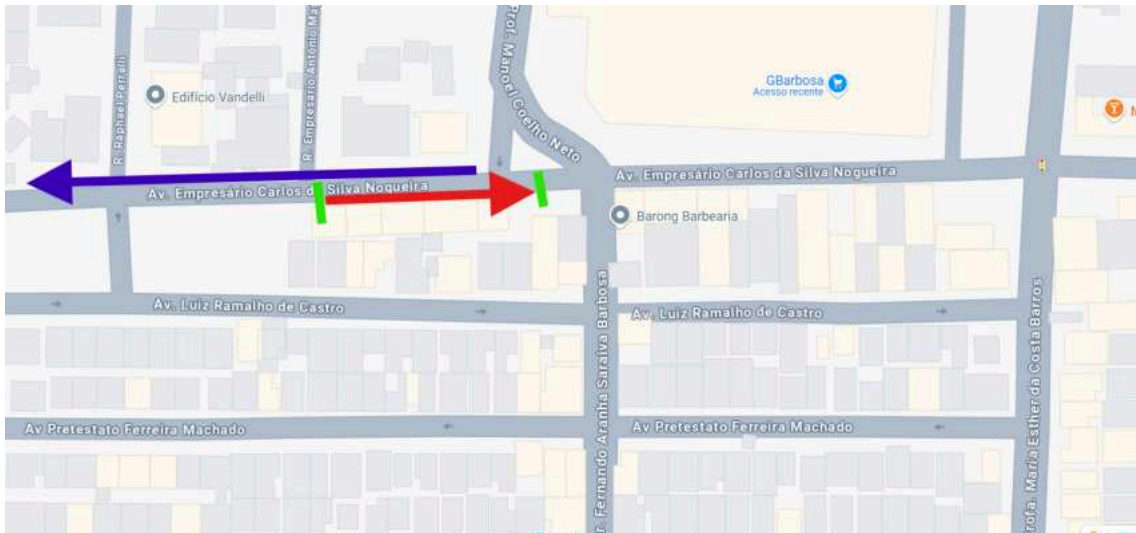 R. Raphael Perrelli
Edifício Vandelli
R. Empresário Antônio Ma
Prof. Manoel Coelho Neto
GBarbosa
Acesso recente
M
Av. Empresário Carlos da Silva Nogueira
Av. Empresário Carlos da Silva Nogueira
Barong Barbearia
Av. Luiz Ramalho de Castro
Av. Luiz Ramalho de Castro
r. Fernando Aranha Saraiva Barbosa
rofa. Maria Esther da Costa Barros
Av Pretestato Ferreira Machado
Av Pretestato Ferreira Machado